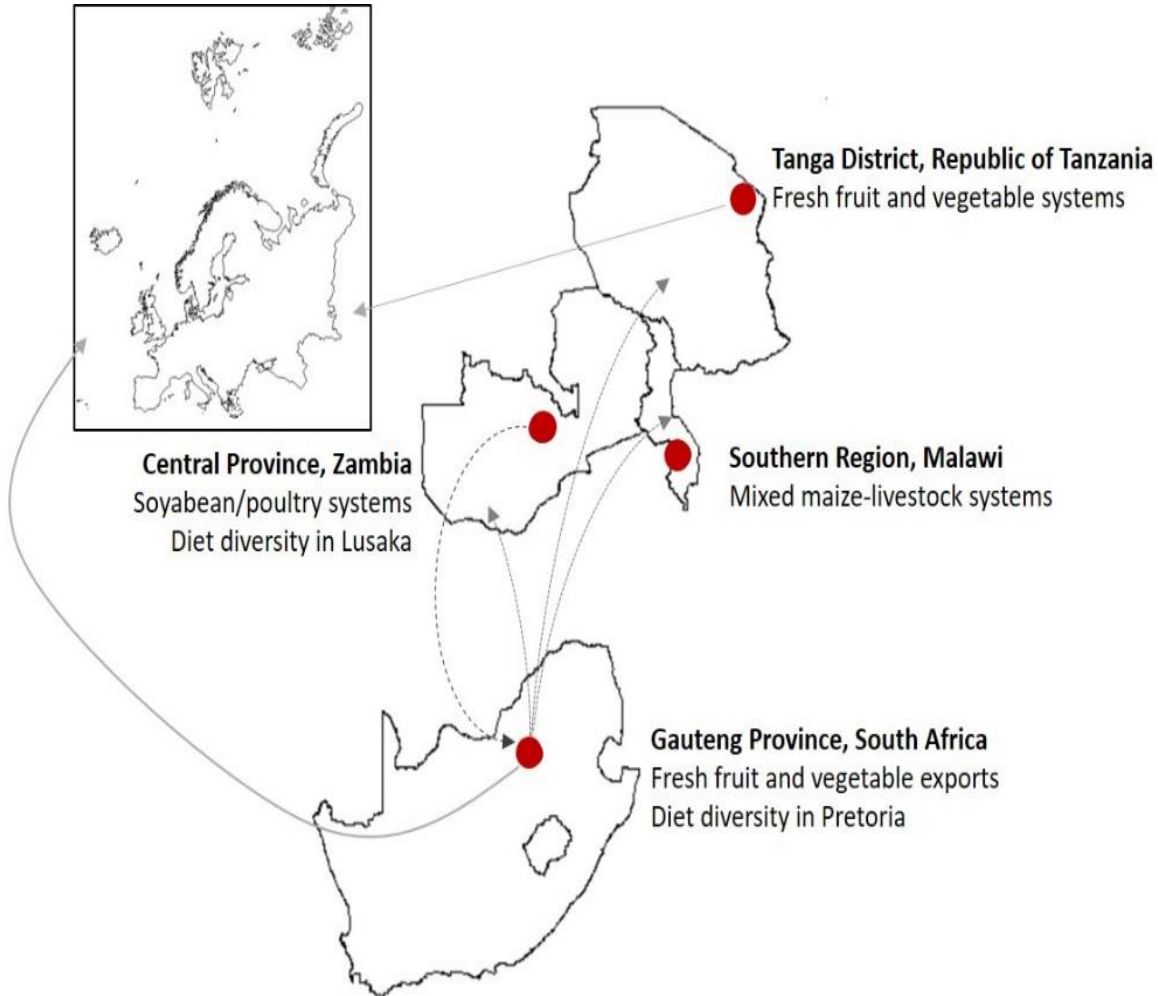 Tanga District, Republic of Tanzania
Fresh fruit and vegetable systems
Central Province, Zambia
Soyabean/poultry systems
Diet diversity in Lusaka
Southern Region, Malawi
Mixed maize-livestock systems
Gauteng Province, South Africa
Fresh fruit and vegetable exports
Diet diversity in Pretoria